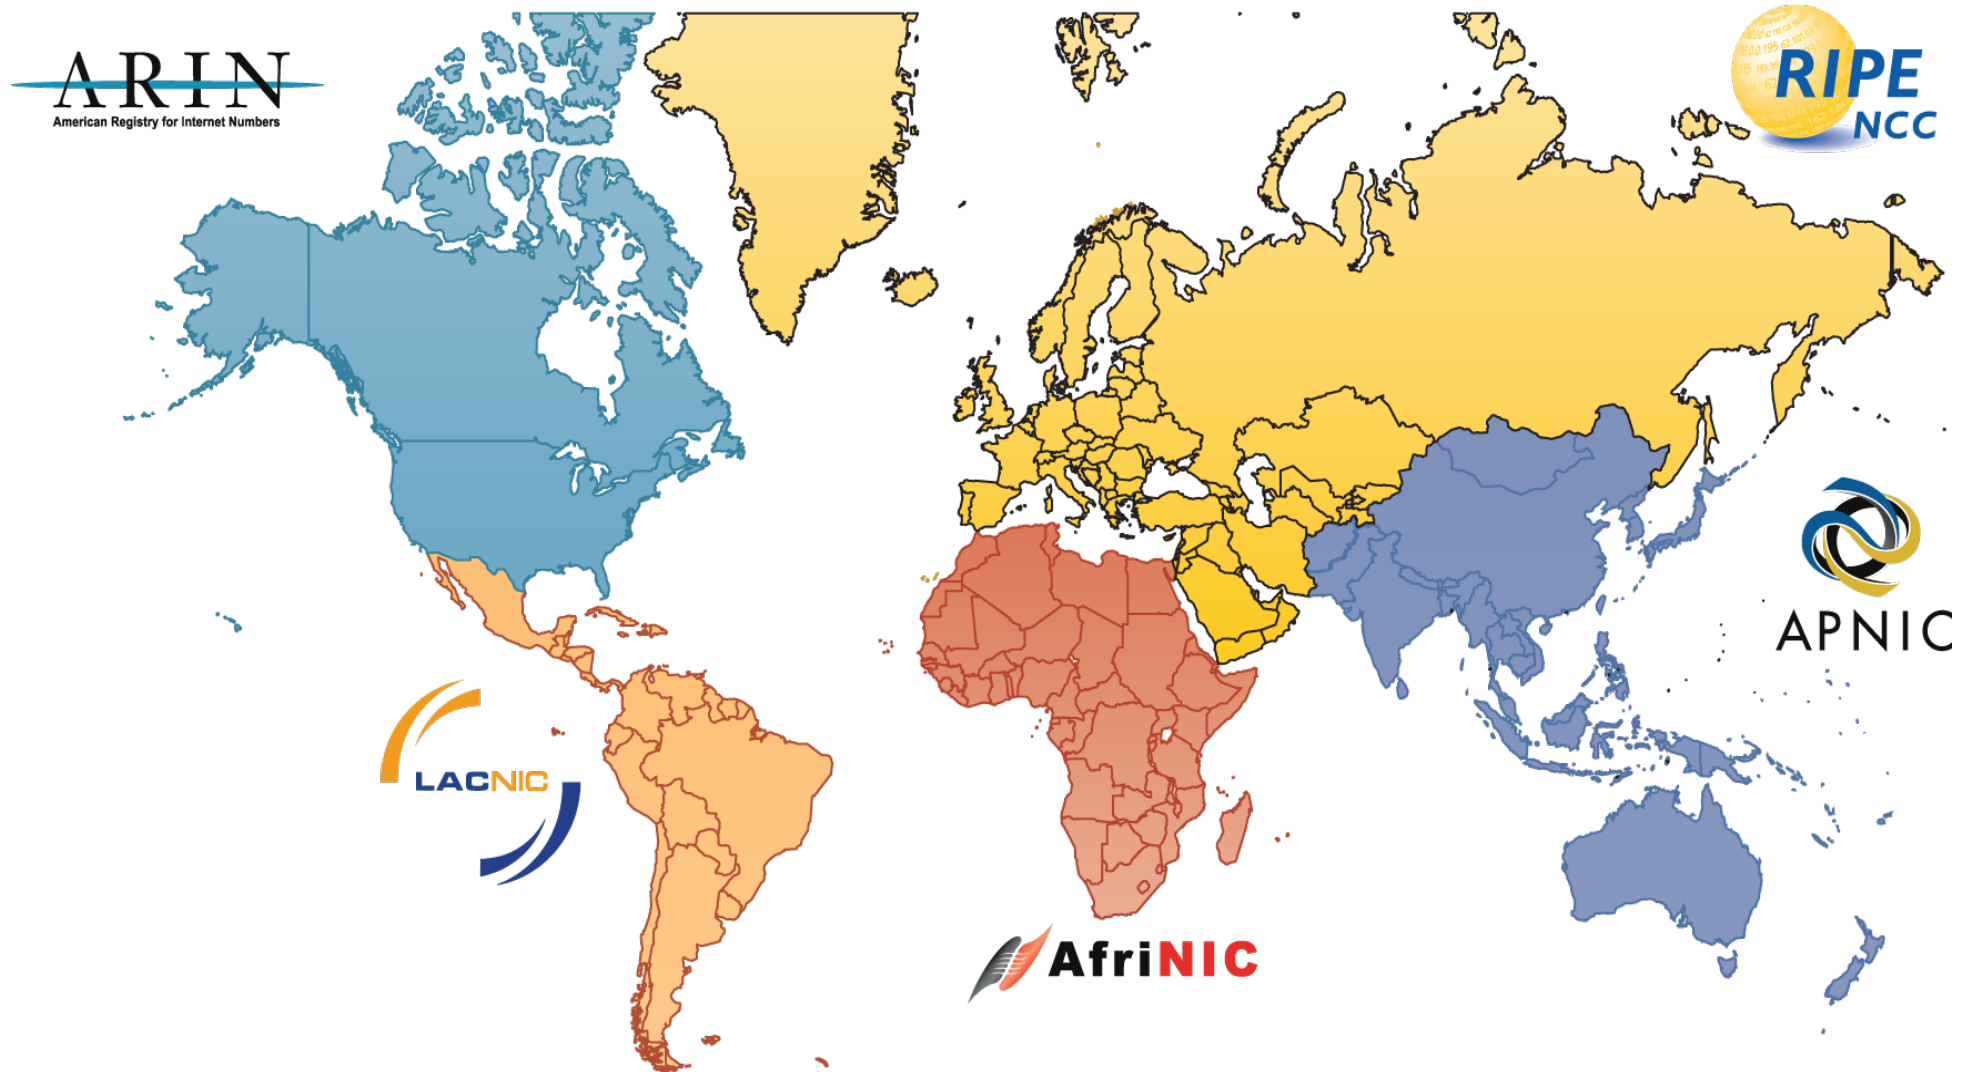 ARIN
American Registry for Internet Numbers
RIPE
NCC
APNIC
LACNIC
AfriNIC